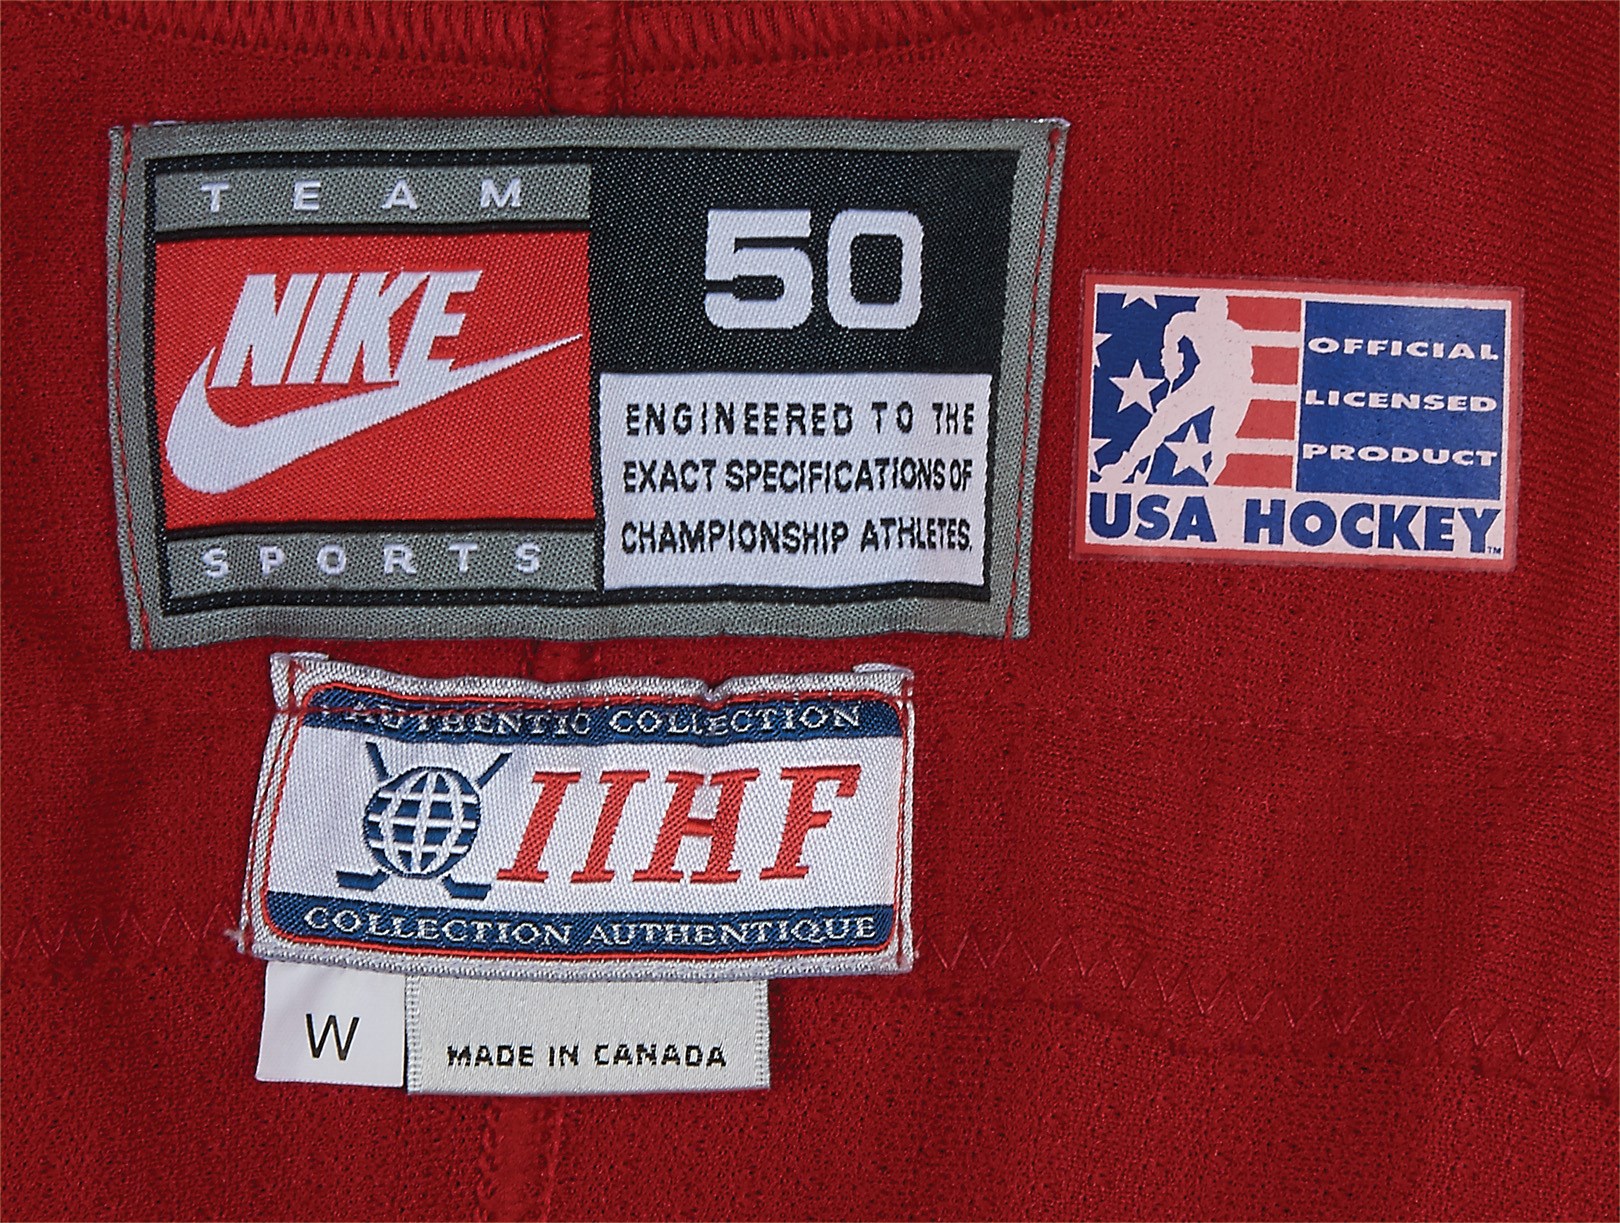 TEAM
NIKE
SPORTS
50
ENGINEERED TO THE
EXACT SPECIFICATIONS OF
CHAMPIONSHIP ATHLETES.
OFFICIAL
LICENSED
PRODUCT
USA HOCKEY™
AUTHENTIC COLLECTION
IIHF
COLLECTION AUTHENTIQUE
W
MADE IN CANADA